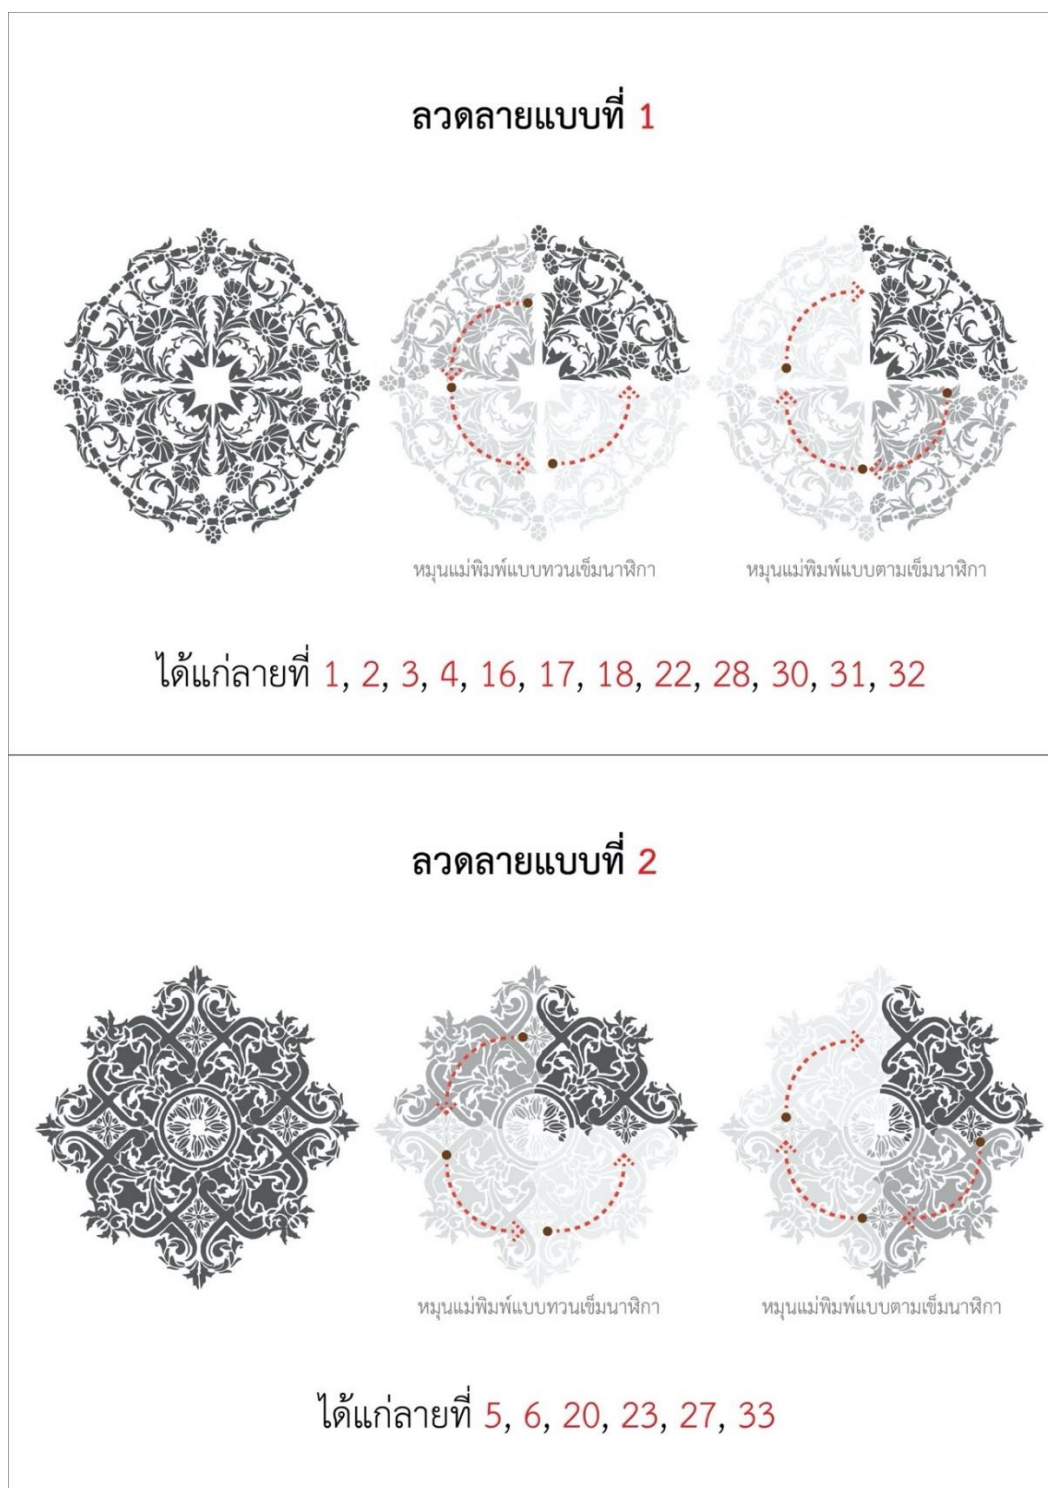 ลวดลายแบบที่ 1
หมุนแม่พิมพ์แบบทวนเข็มนาฬิกา หมุนแม่พิมพ์แบบตามเข็มนาฬิกา
ได้แก่ลายที่ 1, 2, 3, 4, 16, 17, 18, 22, 28, 30, 31, 32
ลวดลายแบบที่ 2
หมุนแม่พิมพ์แบบทวนเข็มนาฬิกา หมุนแม่พิมพ์แบบตามเข็มนาฬิกา
ได้แก่ลายที่ 5, 6, 20, 23, 27, 33